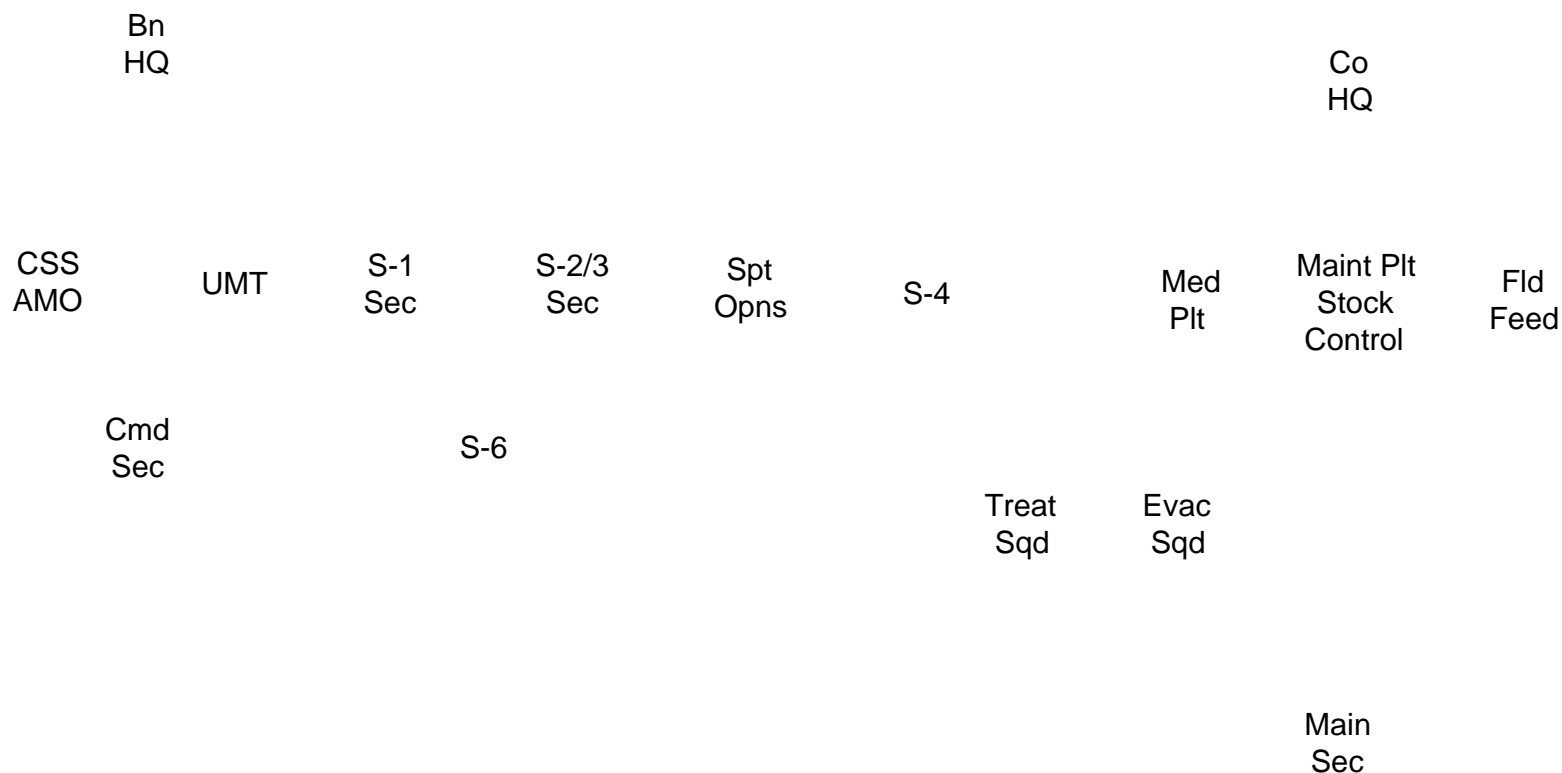 Bn
HQ
Co
HQ
CSS
AMO
UMT
S-1
Sec
S-2/3
Sec
Spt
Opns
S-4
Med
Plt
Maint Plt
Stock
Control
Fld
Feed
Cmd
Sec
S-6
Treat
Sqd
Evac
Sqd
Main
Sec